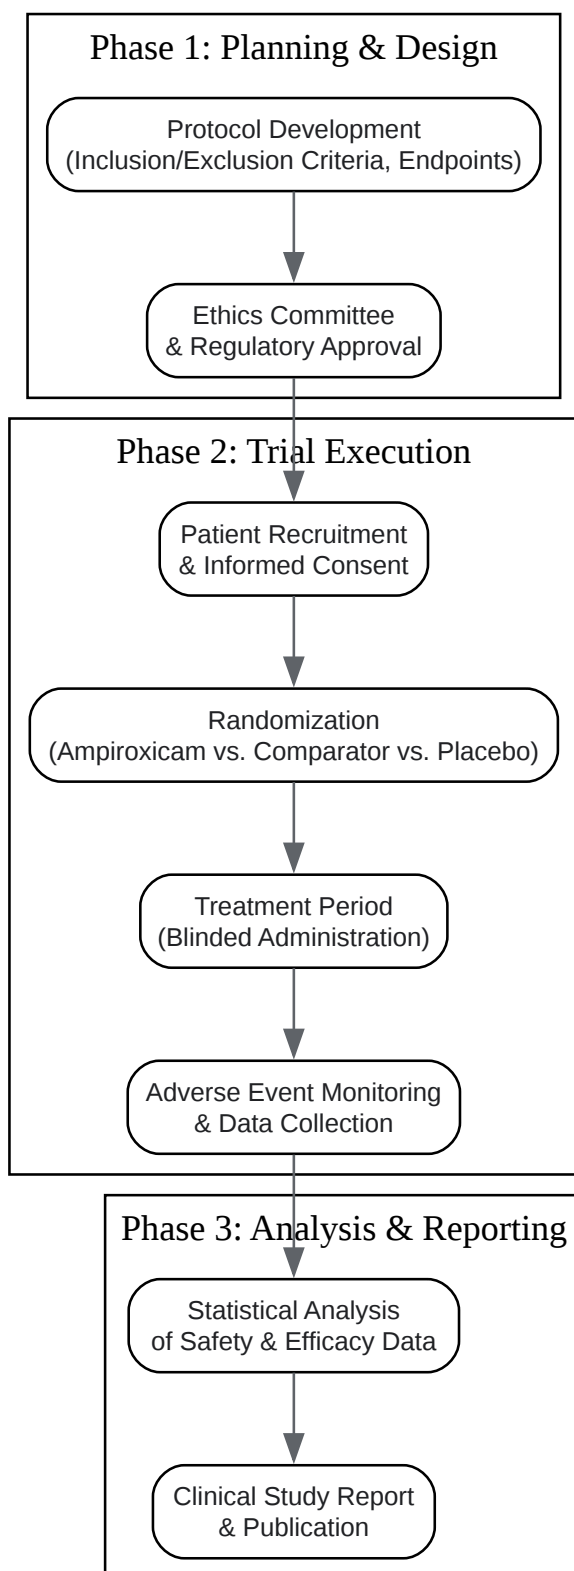 Phase 1: Planning & Design
Protocol Development
(Inclusion/Exclusion Criteria, Endpoints)
Ethics Committee
& Regulatory Approval
Phase 2: Trial Execution
Patient Recruitment
& Informed Consent
Randomization
(Ampiroxicam vs. Comparator vs. Placebo)
Treatment Period
(Blinded Administration)
Adverse Event Monitoring
& Data Collection
Phase 3: Analysis & Reporting
Statistical Analysis
of Safety & Efficacy Data
Clinical Study Report
& Publication